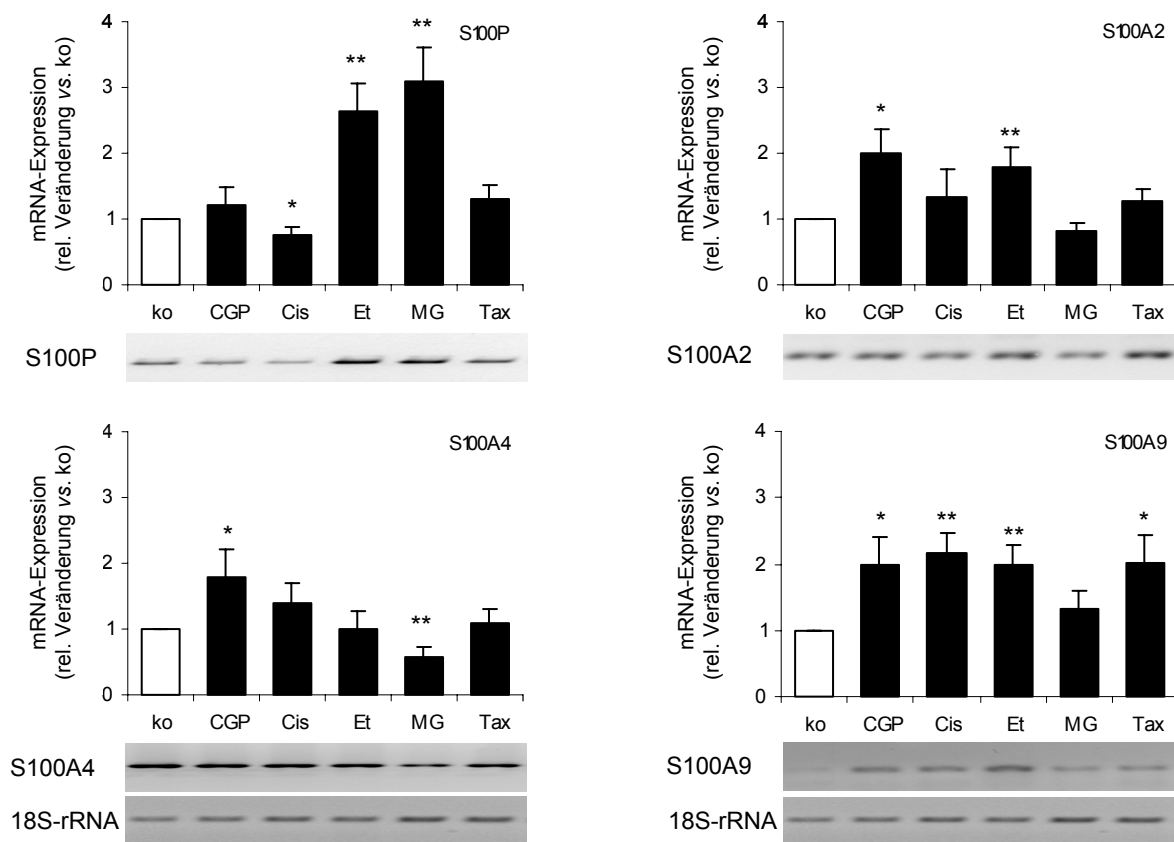 S100P
mRNA-Expression
(rel. Veränderung vs. ko)
4
3
2
1
0
** **
*
ko CGP Cis Et MG Tax
S100P
S100A2
mRNA-Expression
(rel. Veränderung vs. ko)
4
3
2
1
0
* **
ko CGP Cis Et MG Tax
S100A2
S100A4
mRNA-Expression
(rel. Veränderung vs. ko)
4
3
2
1
0
* **
ko CGP Cis Et MG Tax
S100A4
18S-rRNA
S100A9
mRNA-Expression
(rel. Veränderung vs. ko)
4
3
2
1
0
* ** ** *
ko CGP Cis Et MG Tax
S100A9
18S-rRNA